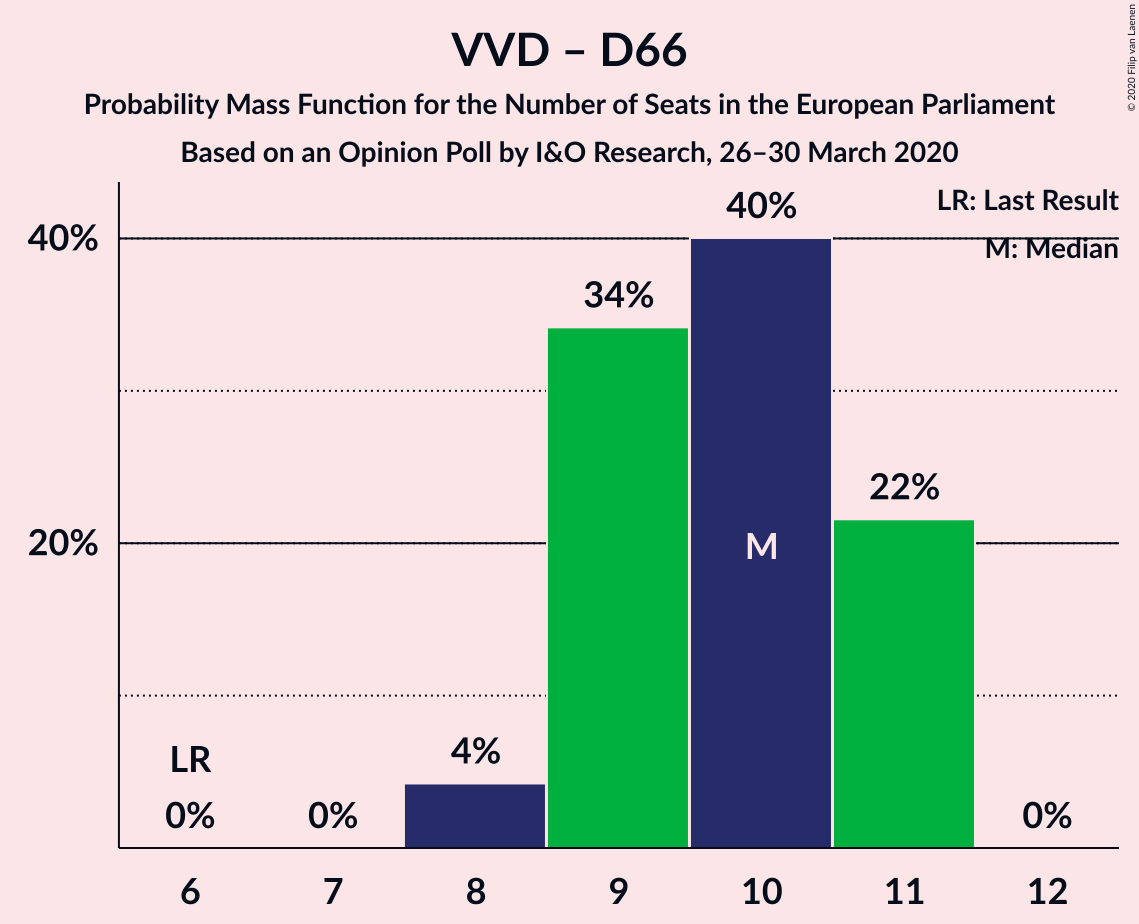 VVD – D66
Probability Mass Function for the Number of Seats in the European Parliament
Based on an Opinion Poll by I&O Research, 26–30 March 2020
© 2020 Filip van Laenen
LR: Last Result
M: Median
40%
20%
LR
0%
0%
4%
34%
40%
M
22%
0%
6 7 8 9 10 11 12